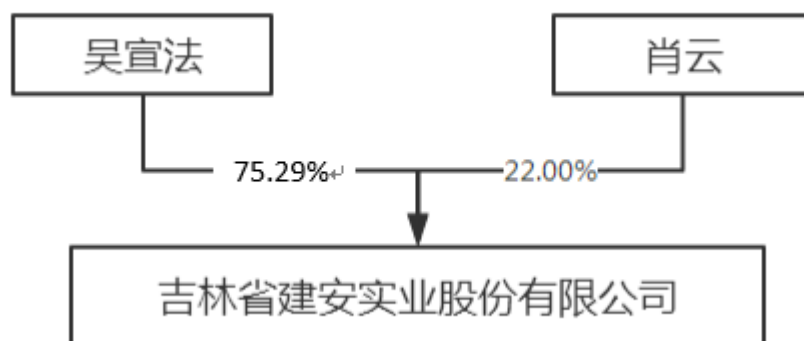 吴宣法
肖云
75.29%
22.00%
吉林省建安实业股份有限公司